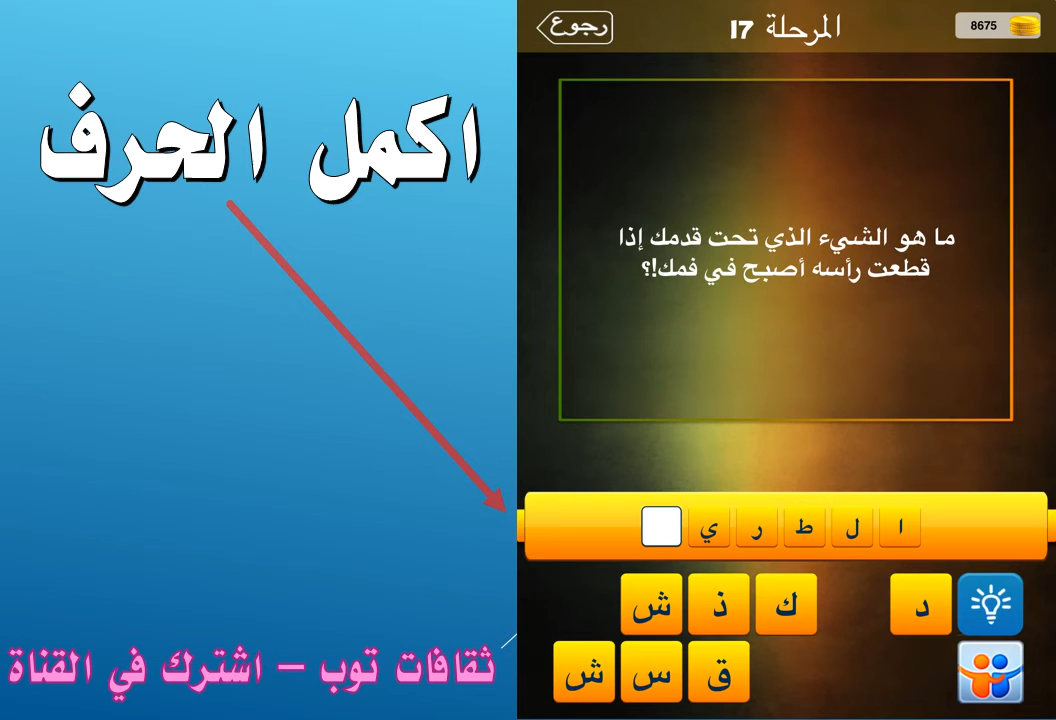 اكمل الحرف
ثقافات توب – اشترك في القناة
رجوع
المرحلة 17
8675
ما هو الشيء الذي تحت قدمك إذا
قطعت رأسه أصبح في فمك!؟
ا ل ط ر ي
د ك ذ ش
ق س ش